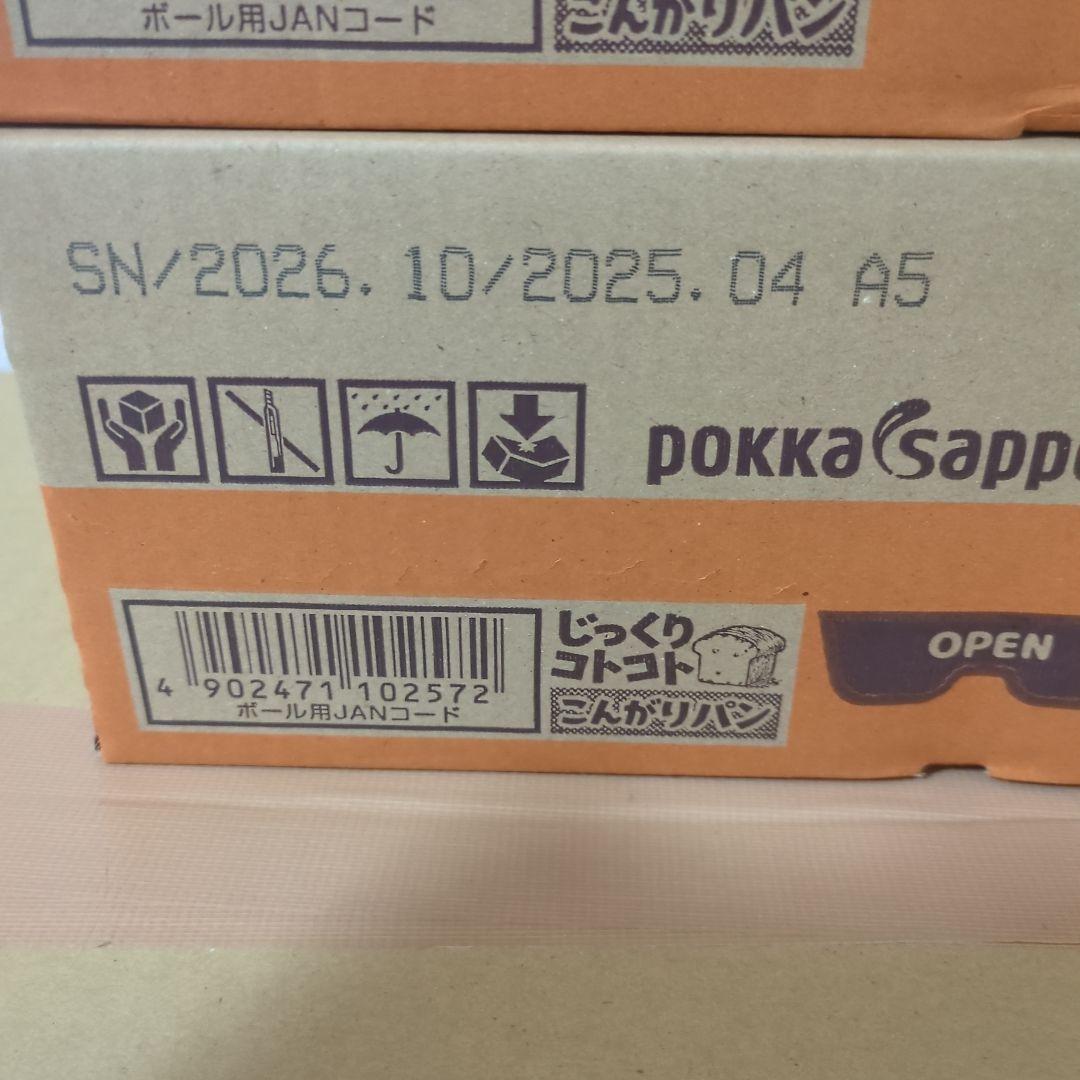 ボール用JANコード
こんがりパン
SN/2026.10/2025.04 A5
POKKA Sapp
4 902471 102572
ボール用JANコード
じっくり
コトコト
こんがりパン
OPEN